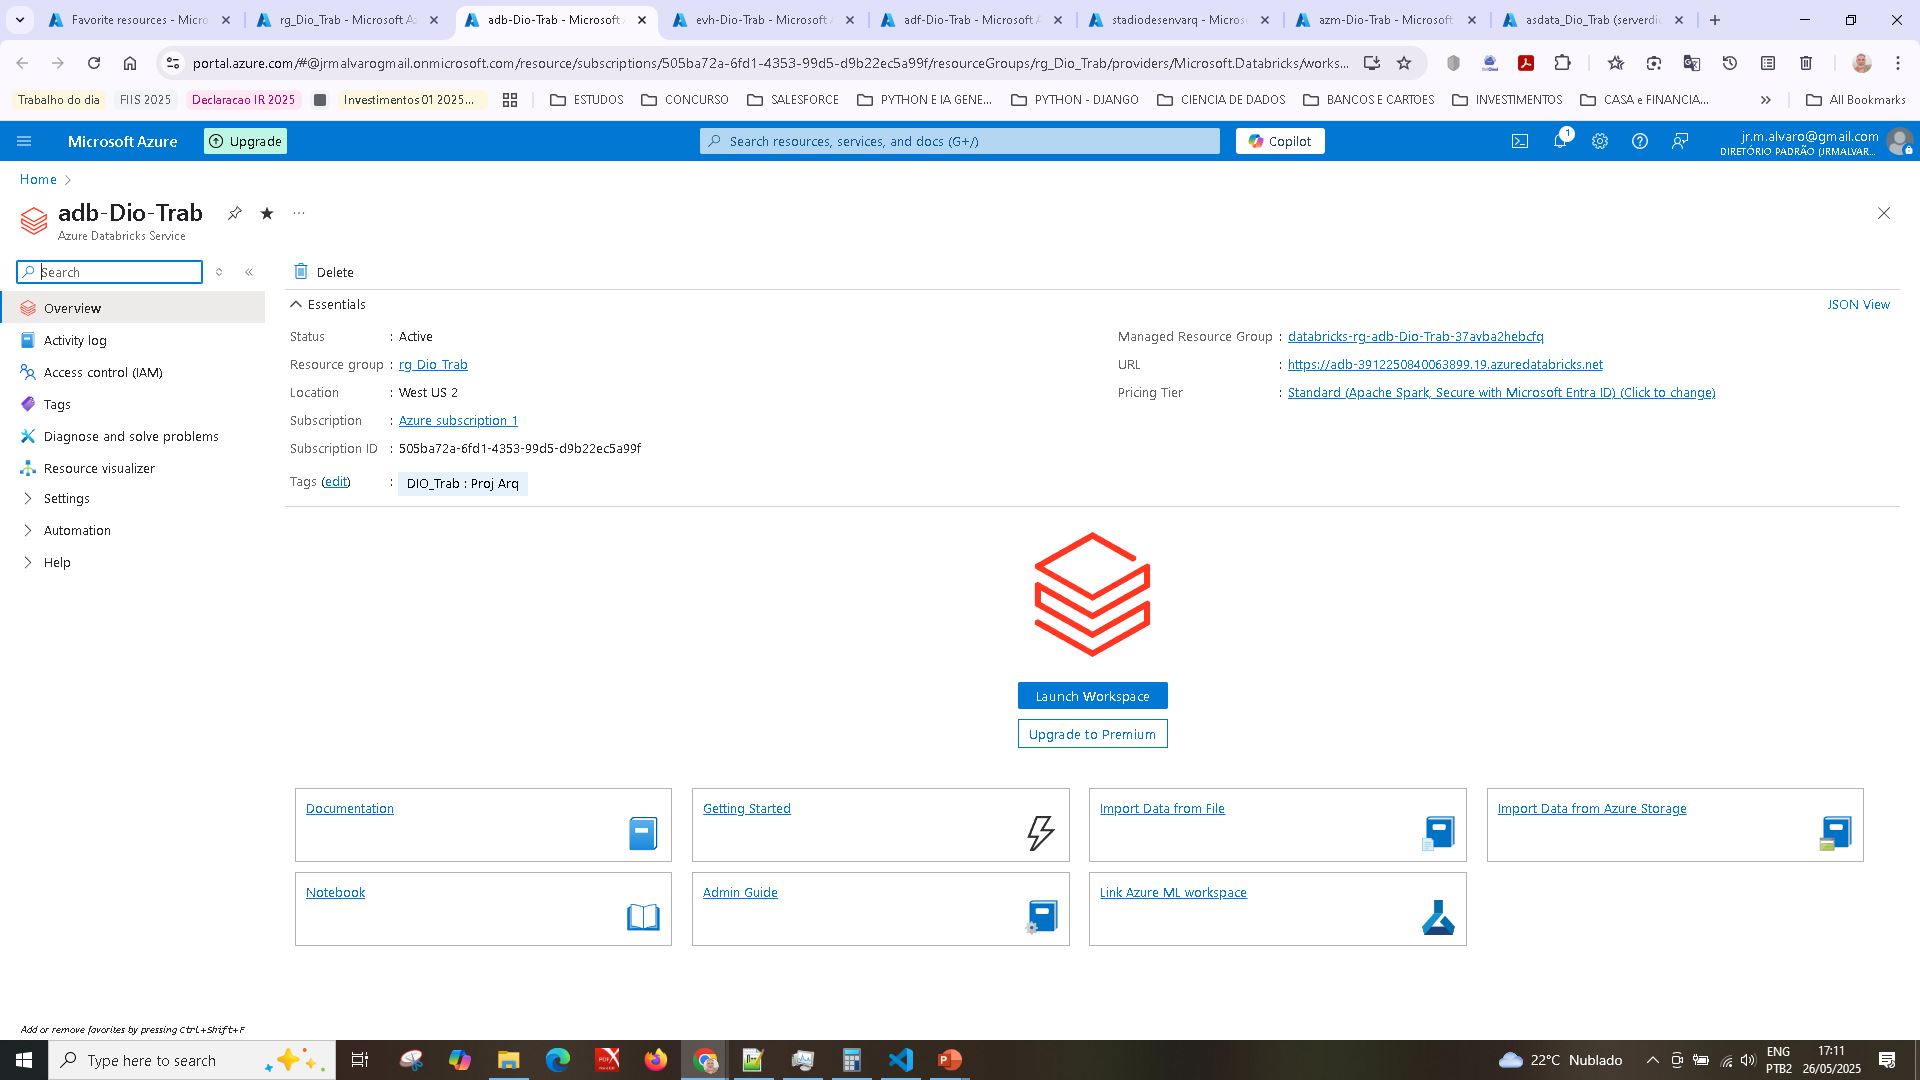 Favorite resources - Micro
rg_Dio_Trab - Microsoft Az
adb-Dio-Trab - Microsoft A
evh-Dio-Trab - Microsoft A
adf-Dio-Trab - Microsoft A
stadiodesenvarq - Microso
azm-Dio-Trab - Microsoft
asdata_Dio_Trab (serverdio
portal.azure.com/#@jrmalvarogmail.onmicrosoft.com/resource/subscriptions/505ba72a-6fd1-4353-99d5-d9b22ec5a99f/resourceGroups/rg_Dio_Trab/providers/Microsoft.Databricks/works...
Trabalho do dia
FIIS 2025
Declaracao IR 2025
Investimentos 01 2025...
ESTUDOS
CONCURSO
SALESFORCE
PYTHON E IA GENE...
PYTHON - DJANGO
CIENCIA DE DADOS
BANCOS E CARTOES
INVESTIMENTOS
CASA e FINANCIA...
All Bookmarks
Microsoft Azure
Upgrade
Search resources, services, and docs (G+/)
Copilot
1
jr.m.alvaro@gmail.com
DIRETÓRIO PADRÃO (JRMALVAR...
Home
adb-Dio-Trab
Azure Databricks Service
Search
Delete
Overview
Activity log
Access control (IAM)
Tags
Diagnose and solve problems
Resource visualizer
Settings
Automation
Help
Essentials
JSON View
Status : Active
Resource group : rg_Dio_Trab
Location : West US 2
Subscription : Azure subscription 1
Subscription ID : 505ba72a-6fd1-4353-99d5-d9b22ec5a99f
Tags (edit) : DIO_Trab : Proj Arq
Managed Resource Group : databricks-rg-adb-Dio-Trab-37avba2hebcfq
URL : https://adb-3912250840063899.19.azuredatabricks.net
Pricing Tier : Standard (Apache Spark, Secure with Microsoft Entra ID) (Click to change)
Launch Workspace
Upgrade to Premium
Documentation
Getting Started
Import Data from File
Import Data from Azure Storage
Notebook
Admin Guide
Link Azure ML workspace
Add or remove favorites by pressing Ctrl+Shift+F
Type here to search
22°C Nublado
ENG
PTB2
17:11
26/05/2025